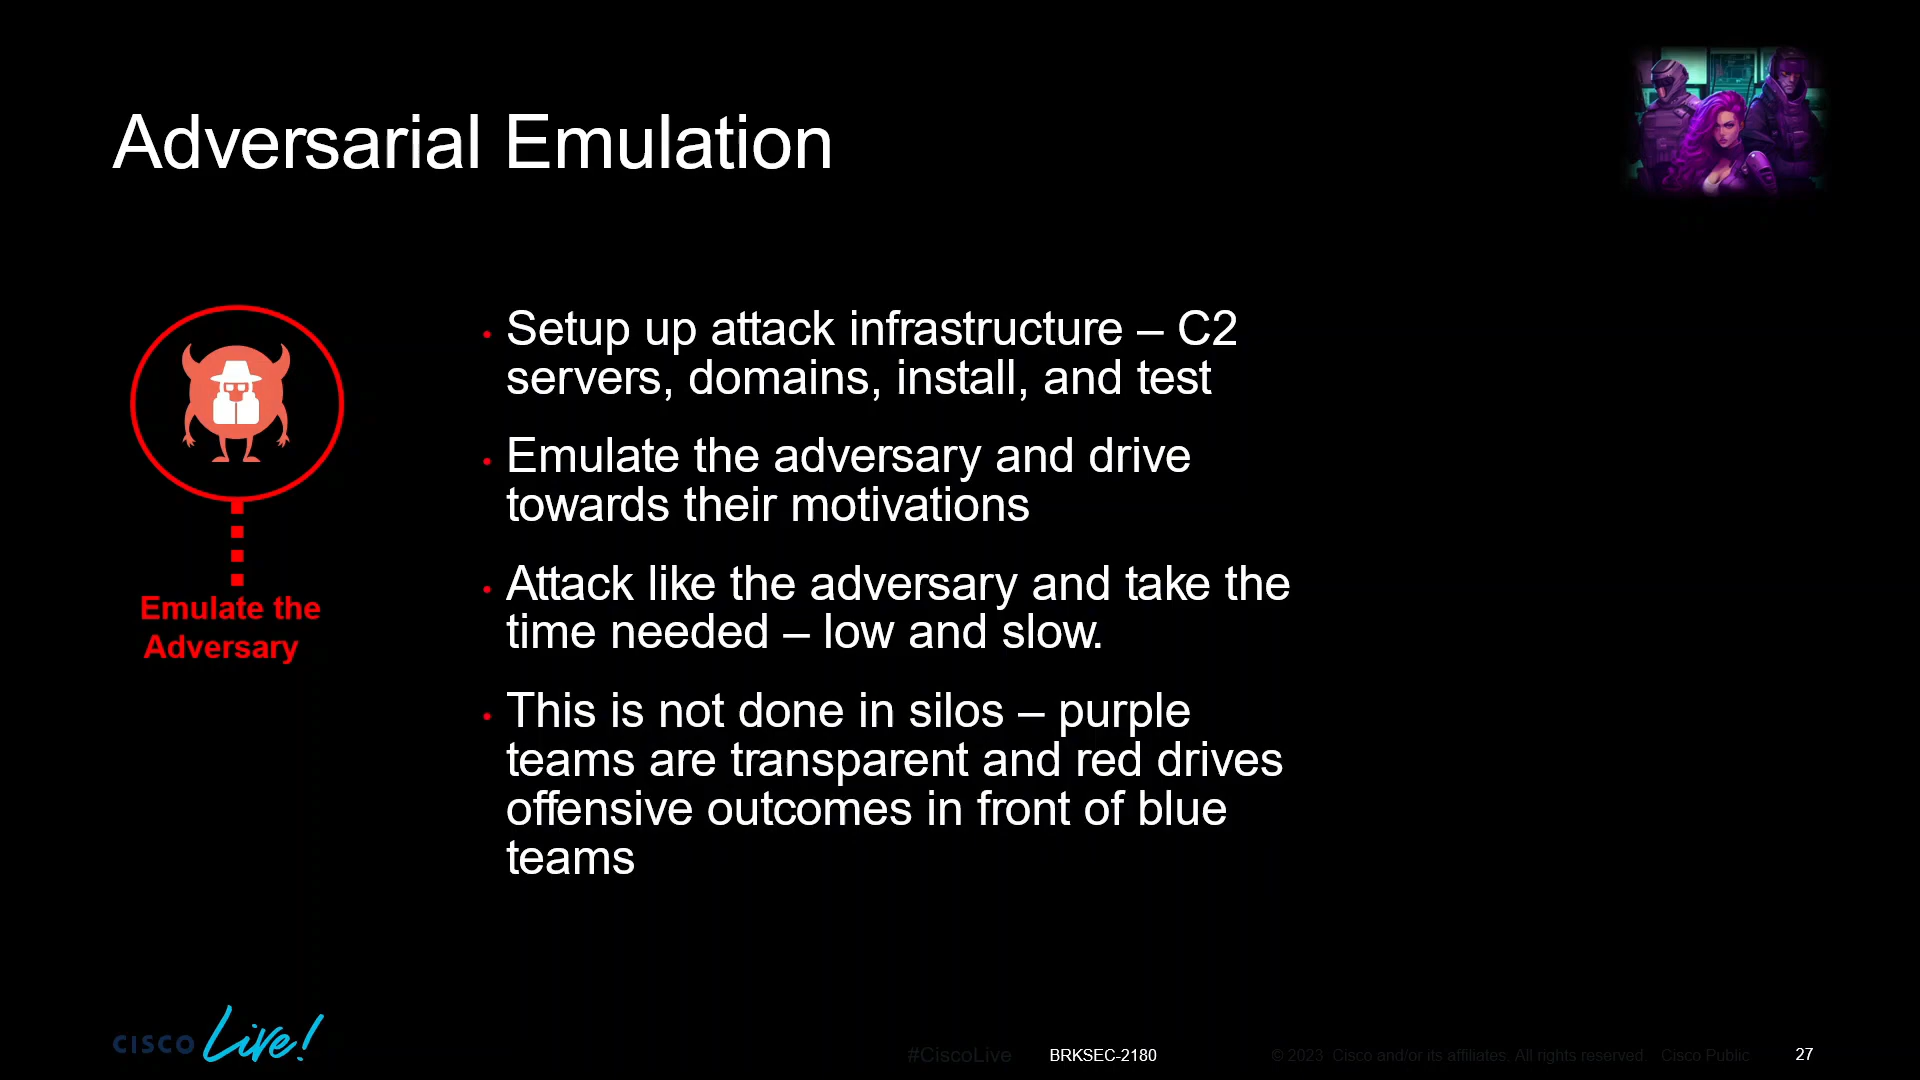 Adversarial Emulation
Emulate the
Adversary
• Setup up attack infrastructure – C2
servers, domains, install, and test
• Emulate the adversary and drive
towards their motivations
• Attack like the adversary and take the
time needed – low and slow.
• This is not done in silos – purple
teams are transparent and red drives
offensive outcomes in front of blue
teams
CISCO Live!
#CiscoLive
BRKSEC-2180
© 2023 Cisco and/or its affiliates. All rights reserved. Cisco Public
27